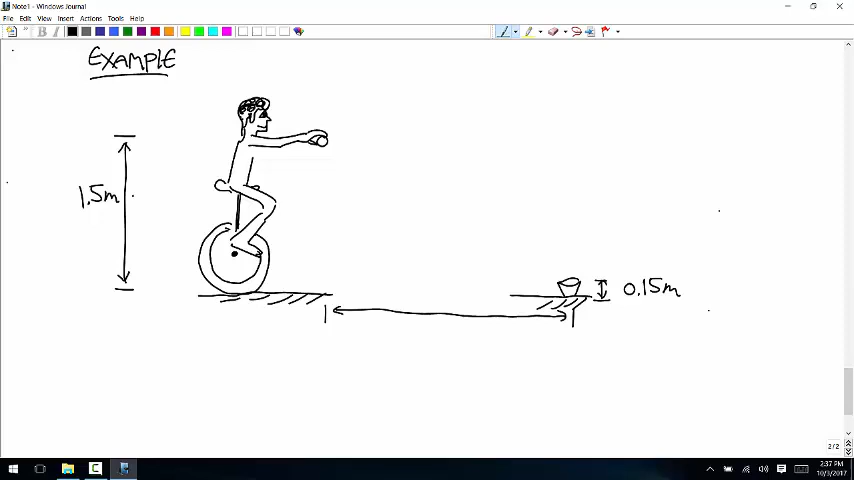 Note1 - Windows Journal
File Edit View Insert Actions Tools Help
B I
EXAMPLE
1.5m
0.15m
2/2
2:37 PM
10/3/2017